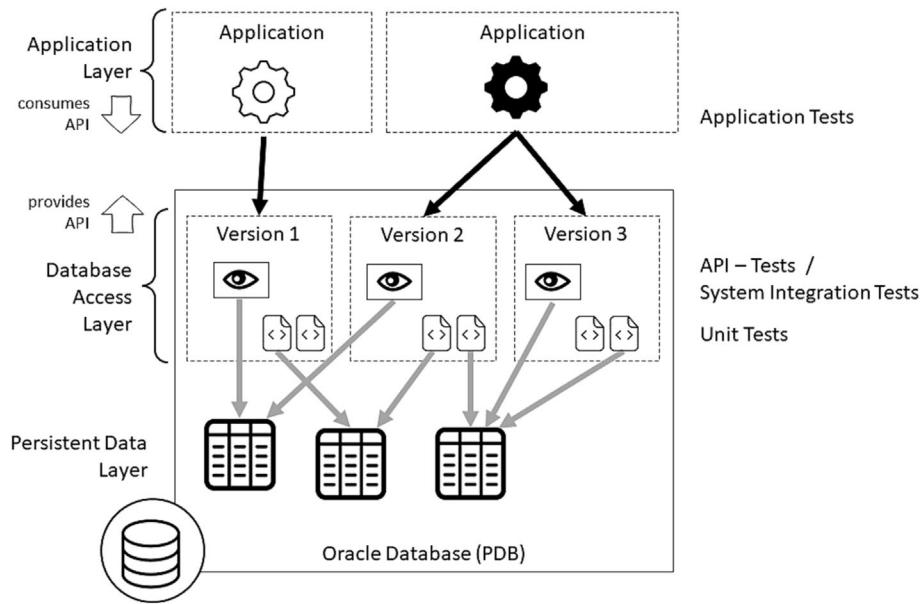 Application
Layer
consumes
API
Application
Application
Application Tests
provides
API
Database
Access
Layer
Version 1
Version 2
Version 3
<>
<>
<>
<>
<>
<>
API – Tests /
System Integration Tests
Unit Tests
Persistent Data
Layer
Oracle Database (PDB)